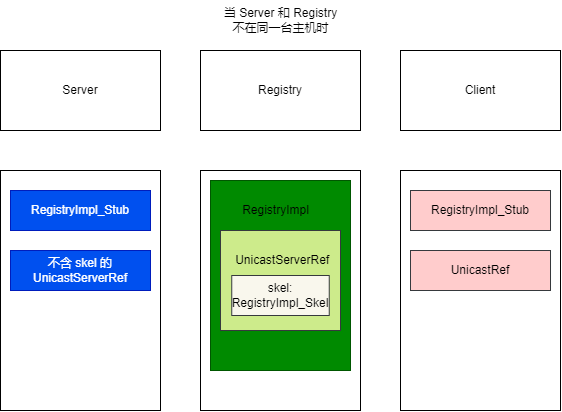 当 Server 和 Registry
不在同一台主机时
Server
Registry
Client
RegistryImpl_Stub
不含 skel 的
UnicastServerRef
RegistryImpl
UnicastServerRef
skel:
RegistryImpl_Skel
RegistryImpl_Stub
UnicastRef